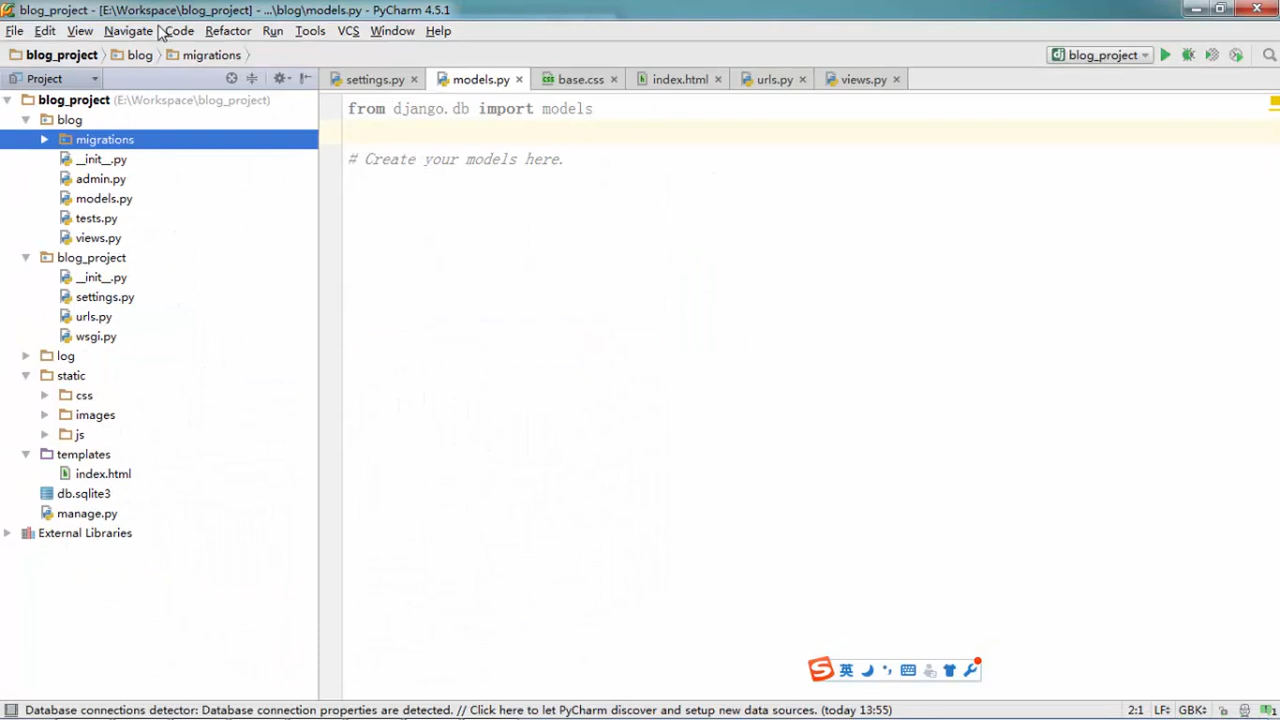 blog_project - [E:\Workspace\blog_project] - ...\blog\models.py - PyCharm 4.5.1
File Edit View Navigate Code Refactor Run Tools VCS Window Help
blog_project blog migrations blog_project
Project settings.py models.py base.css index.html urls.py views.py
blog_project (E:\Workspace\blog_project)
blog
migrations
__init__.py
admin.py
models.py
tests.py
views.py
blog_project
__init__.py
settings.py
urls.py
wsgi.py
log
static
css
images
js
templates
index.html
db.sqlite3
manage.py
External Libraries
from django.db import models
# Create your models here.
英
Database connections detector: Database connection properties are detected. // Click here to let PyCharm discover and setup new data sources. (today 13:55) 2:1 LF÷ GBK÷ 1